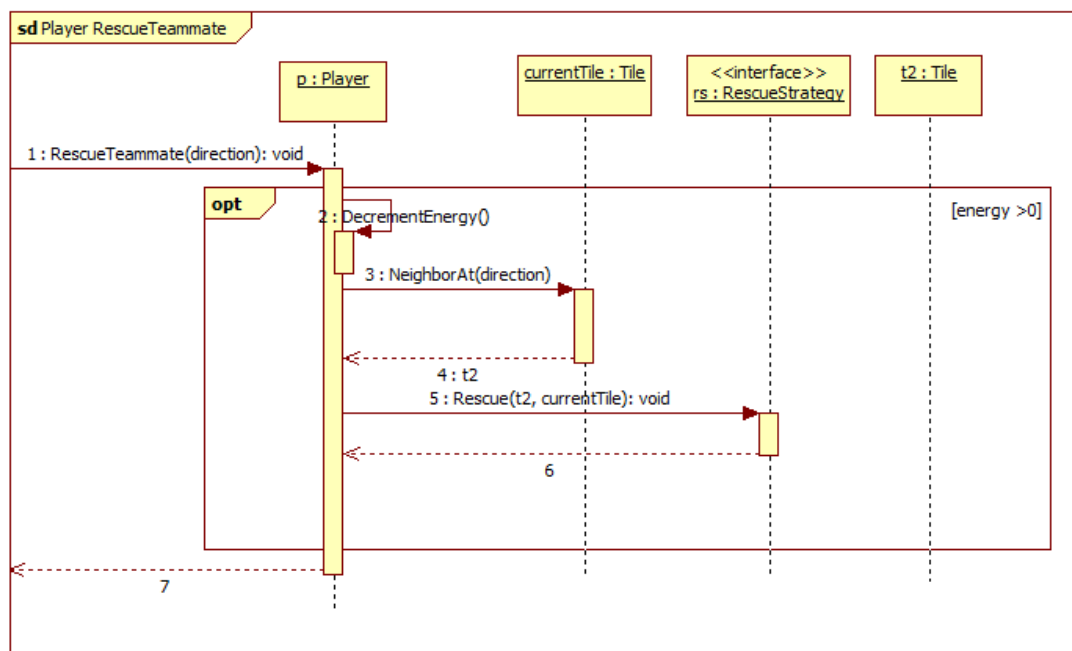 sd Player RescueTeammate
p : Player
currentTile : Tile
<<interface>>
rs : RescueStrategy
t2 : Tile
1 : RescueTeammate(direction): void
opt
[energy >0]
2 : DecrementEnergy()
3 : NeighborAt(direction)
4 : t2
5 : Rescue(t2, currentTile): void
6
7